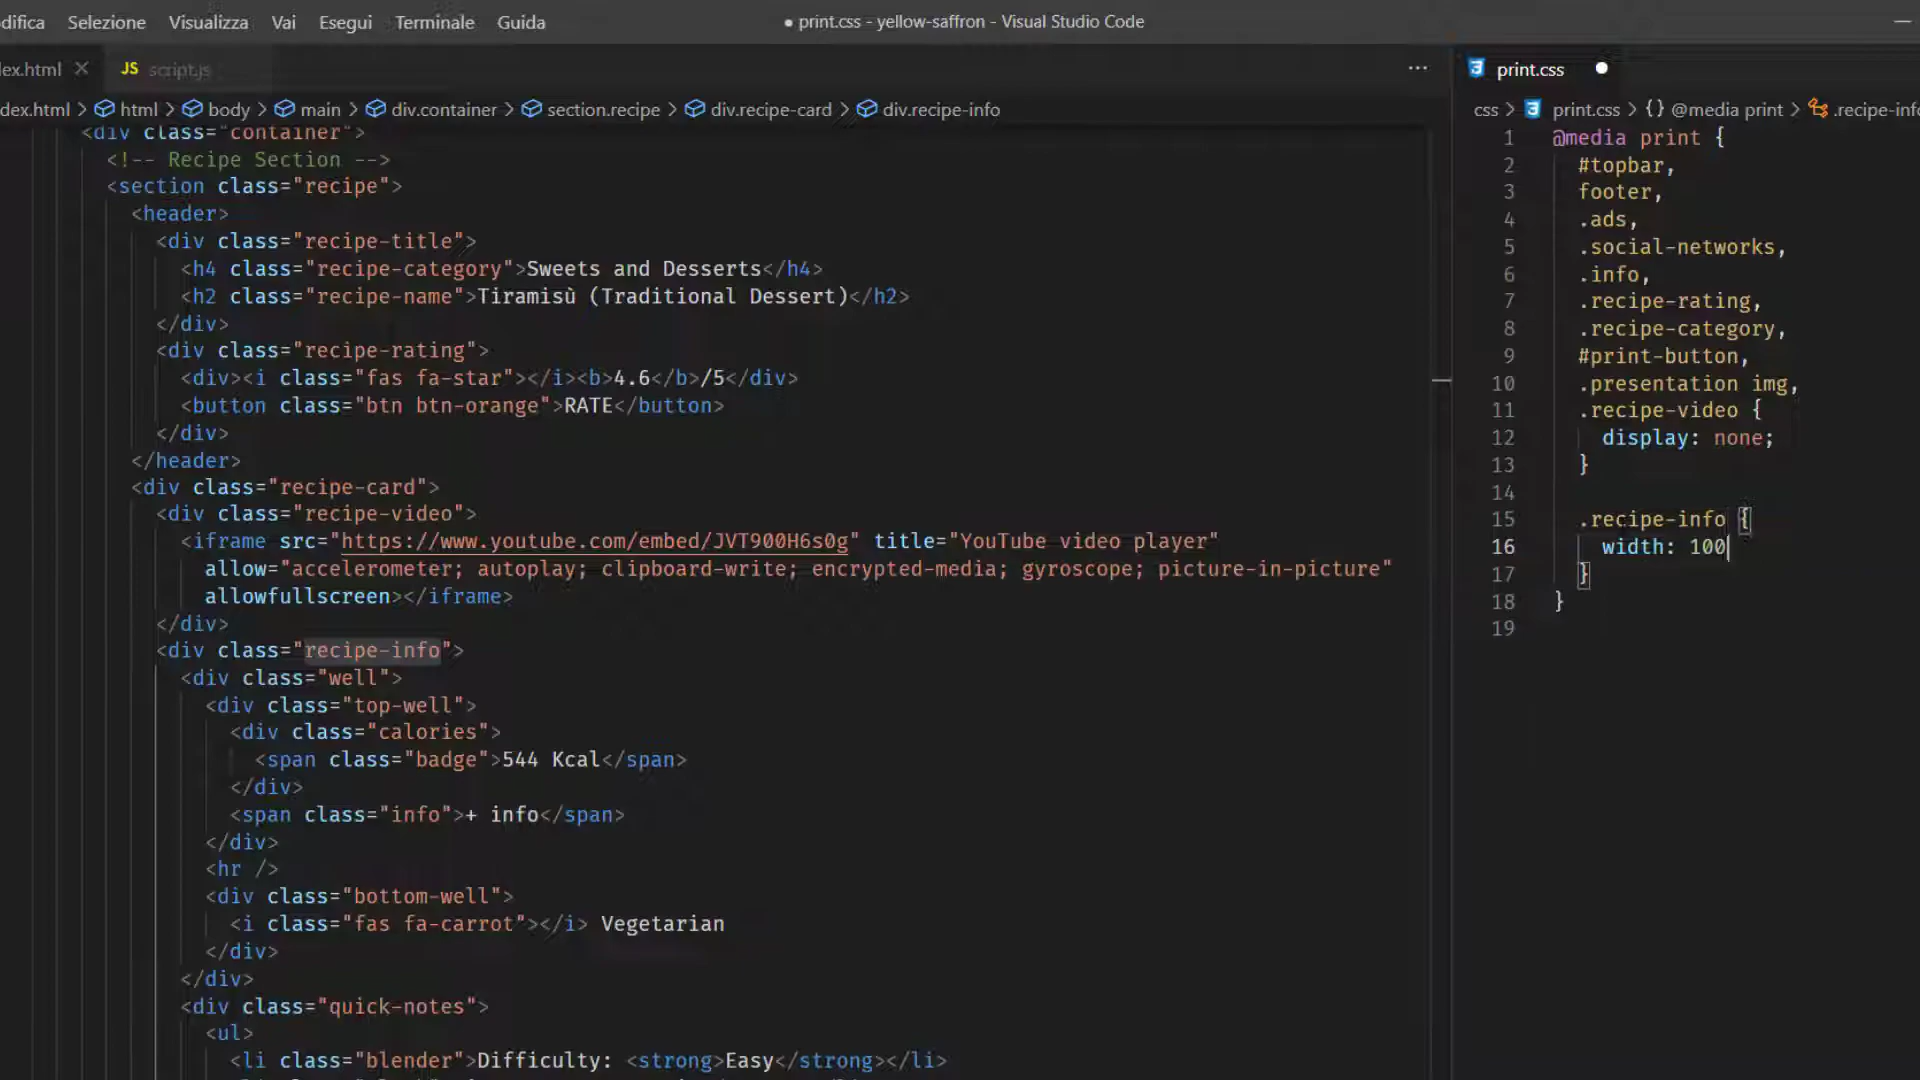 difica Selezione Visualizza Vai Esegui Terminale Guida
● print.css - yellow-saffron - Visual Studio Code
ex.html
JS script.js
···
dex.html > html > body > main > div.container > section.recipe > div.recipe-card > div.recipe-info
<div class="container">
<!-- Recipe Section -->
<section class="recipe">
<header>
<div class="recipe-title">
<h4 class="recipe-category">Sweets and Desserts</h4>
<h2 class="recipe-name">Tiramisù (Traditional Dessert)</h2>
</div>
<div class="recipe-rating">
<div><i class="fas fa-star"></i><b>4.6</b>/5</div>
<button class="btn btn-orange">RATE</button>
</div>
</header>
<div class="recipe-card">
<div class="recipe-video">
<iframe src="https://www.youtube.com/embed/JVT900H6s0g" title="YouTube video player"
allow="accelerometer; autoplay; clipboard-write; encrypted-media; gyroscope; picture-in-picture"
allowfullscreen></iframe>
</div>
<div class="recipe-info">
<div class="well">
<div class="top-well">
<div class="calories">
<span class="badge">544 Kcal</span>
</div>
<span class="info">+ info</span>
</div>
<hr />
<div class="bottom-well">
<i class="fas fa-carrot"></i> Vegetarian
</div>
</div>
<div class="quick-notes">
<ul>
<li class="blender">Difficulty: <strong>Easy</strong></li>
print.css
css > print.css > {} @media print > .recipe-info
1 @media print {
2 #topbar,
3 footer,
4 .ads,
5 .social-networks,
6 .info,
7 .recipe-rating,
8 .recipe-category,
9 #print-button,
10 .presentation img,
11 .recipe-video {
12 display: none;
13 }
14
15 .recipe-info {
16 width: 100
17 }
18 }
19